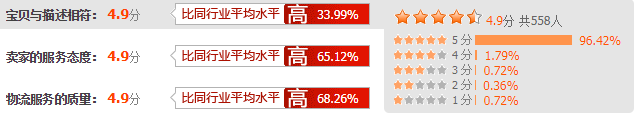 宝贝与描述相符： 4.9分 比同行业平均水平 高 33.99%
卖家的服务态度： 4.9分 比同行业平均水平 高 65.12%
物流服务的质量： 4.9分 比同行业平均水平 高 68.26%
4.9分 共558人
5分 96.42%
4分 1.79%
3分 0.72%
2分 0.36%
1分 0.72%